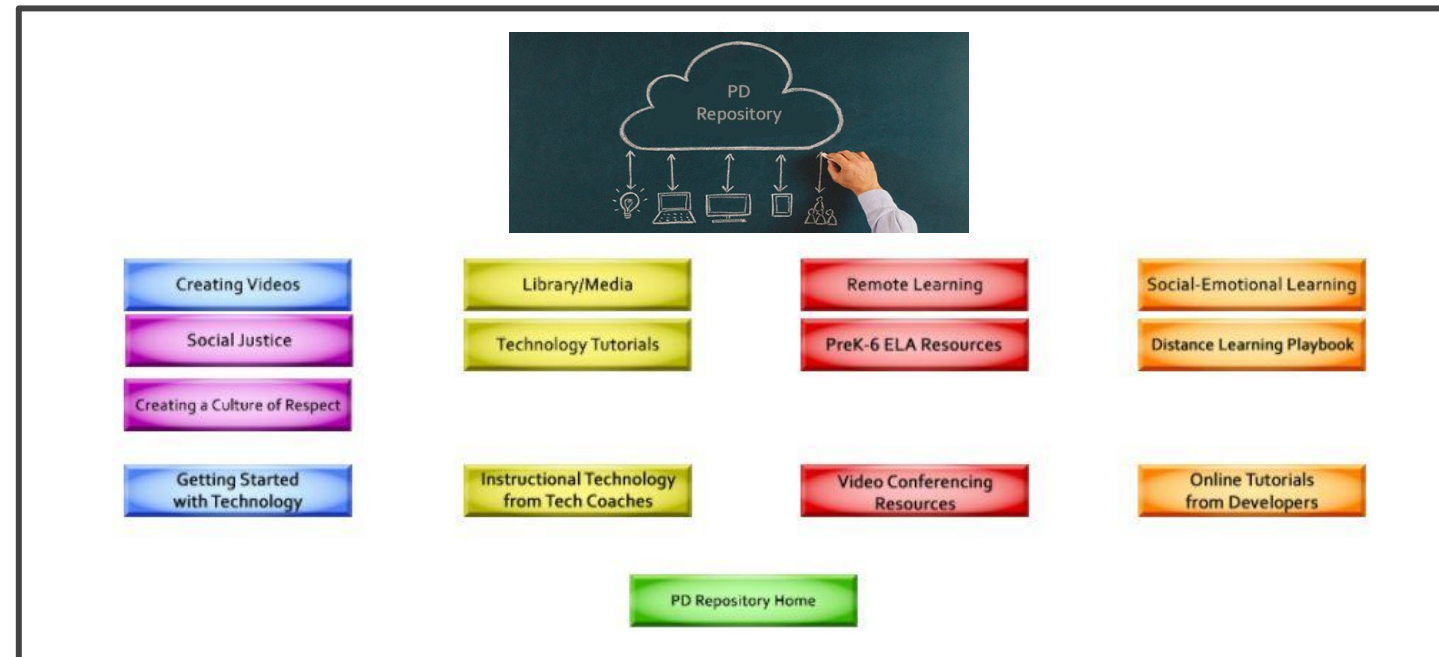 PD
Repository
Creating Videos
Library/Media
Remote Learning
Social-Emotional Learning
Social Justice
Technology Tutorials
PreK-6 ELA Resources
Distance Learning Playbook
Creating a Culture of Respect
Getting Started
with Technology
Instructional Technology
from Tech Coaches
Video Conferencing
Resources
Online Tutorials
from Developers
PD Repository Home